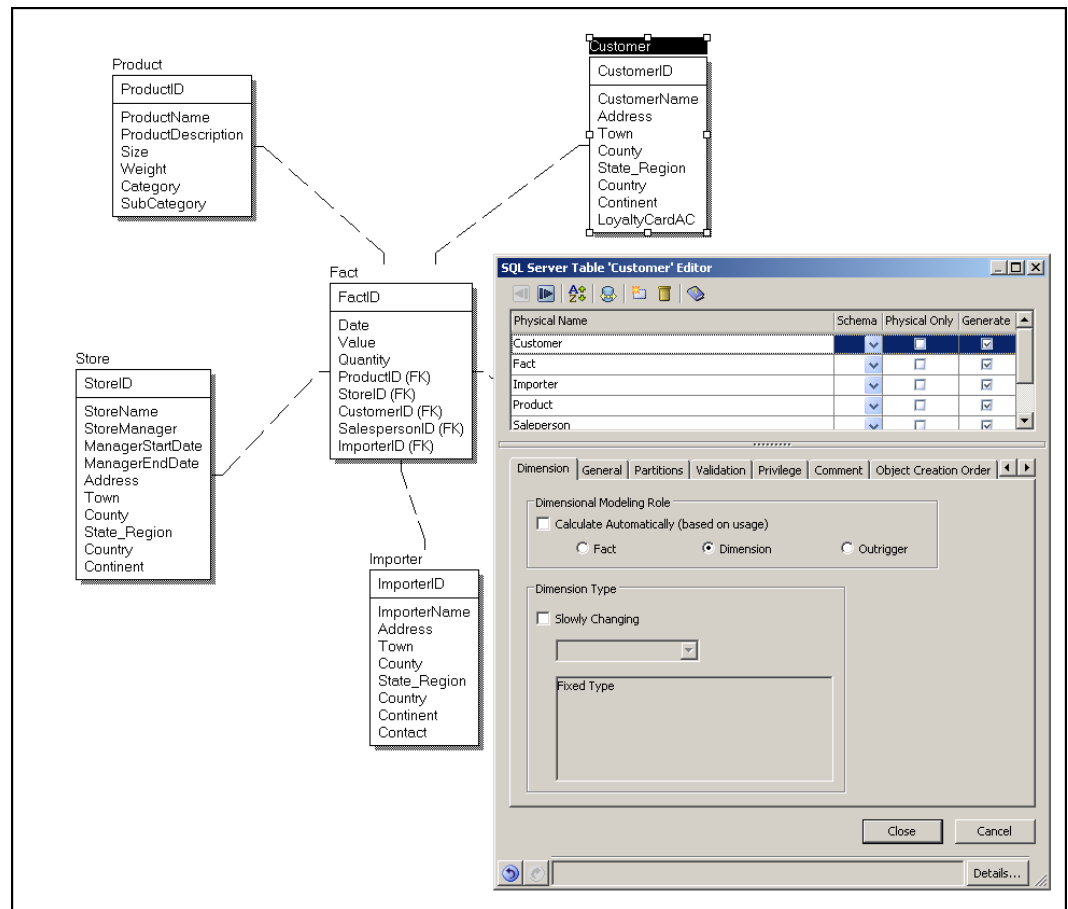 Product
ProductID
ProductName
ProductDescription
Size
Weight
Category
SubCategory
Customer
CustomerID
CustomerName
Address
Town
County
State_Region
Country
Continent
LoyaltyCardAC
Fact
FactID
Date
Value
Quantity
ProductID (FK)
StoreID (FK)
CustomerID (FK)
SalespersonID (FK)
ImporterID (FK)
Store
StoreID
StoreName
StoreManager
ManagerStartDate
ManagerEndDate
Address
Town
County
State_Region
Country
Continent
Importer
ImporterID
ImporterName
Address
Town
County
State_Region
Country
Continent
Contact
SQL Server Table 'Customer' Editor
Physical Name Schema Physical Only Generate
Customer
Fact
Importer
Product
Saleperson
Dimension General Partitions Validation Privilege Comment Object Creation Order
Dimensional Modeling Role
Calculate Automatically (based on usage)
Fact Dimension Outrigger
Dimension Type
Slowly Changing
Fixed Type
Close Cancel
Details...